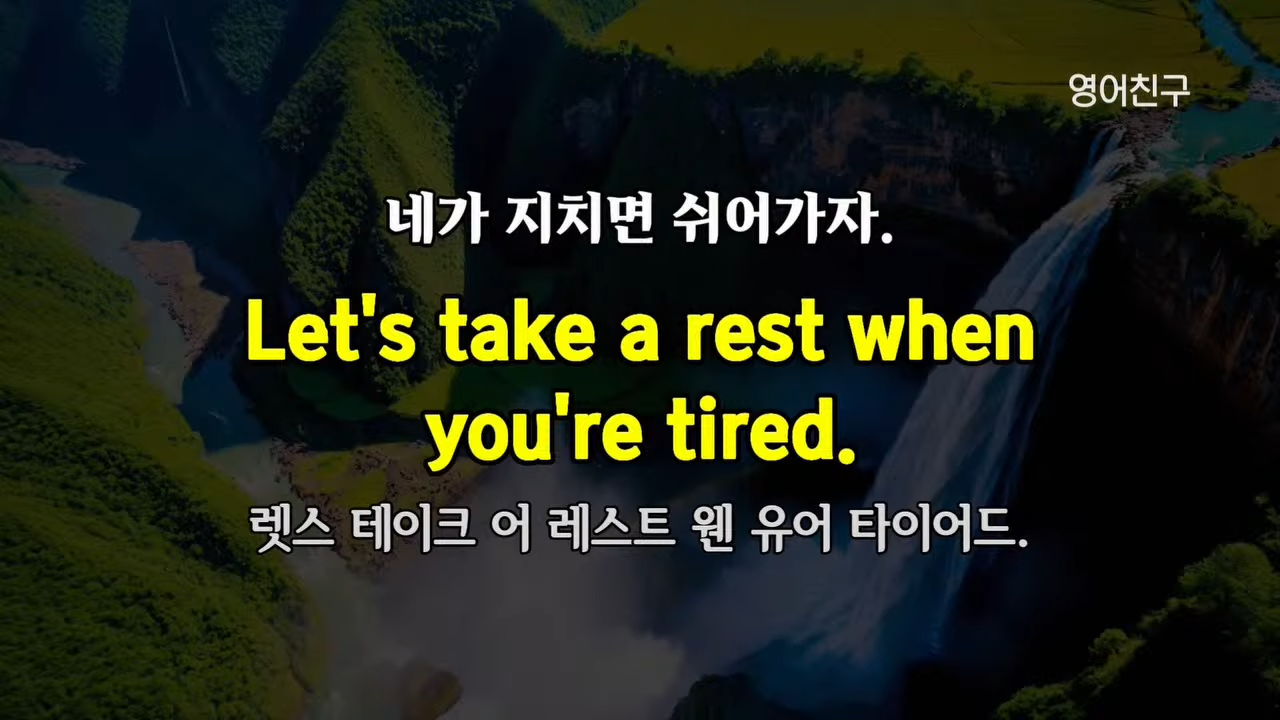 영어친구
네가 지치면 쉬어가자.
Let's take a rest when
you're tired.
렛스 테이크 어 레스트 웬 유어 타이어드.